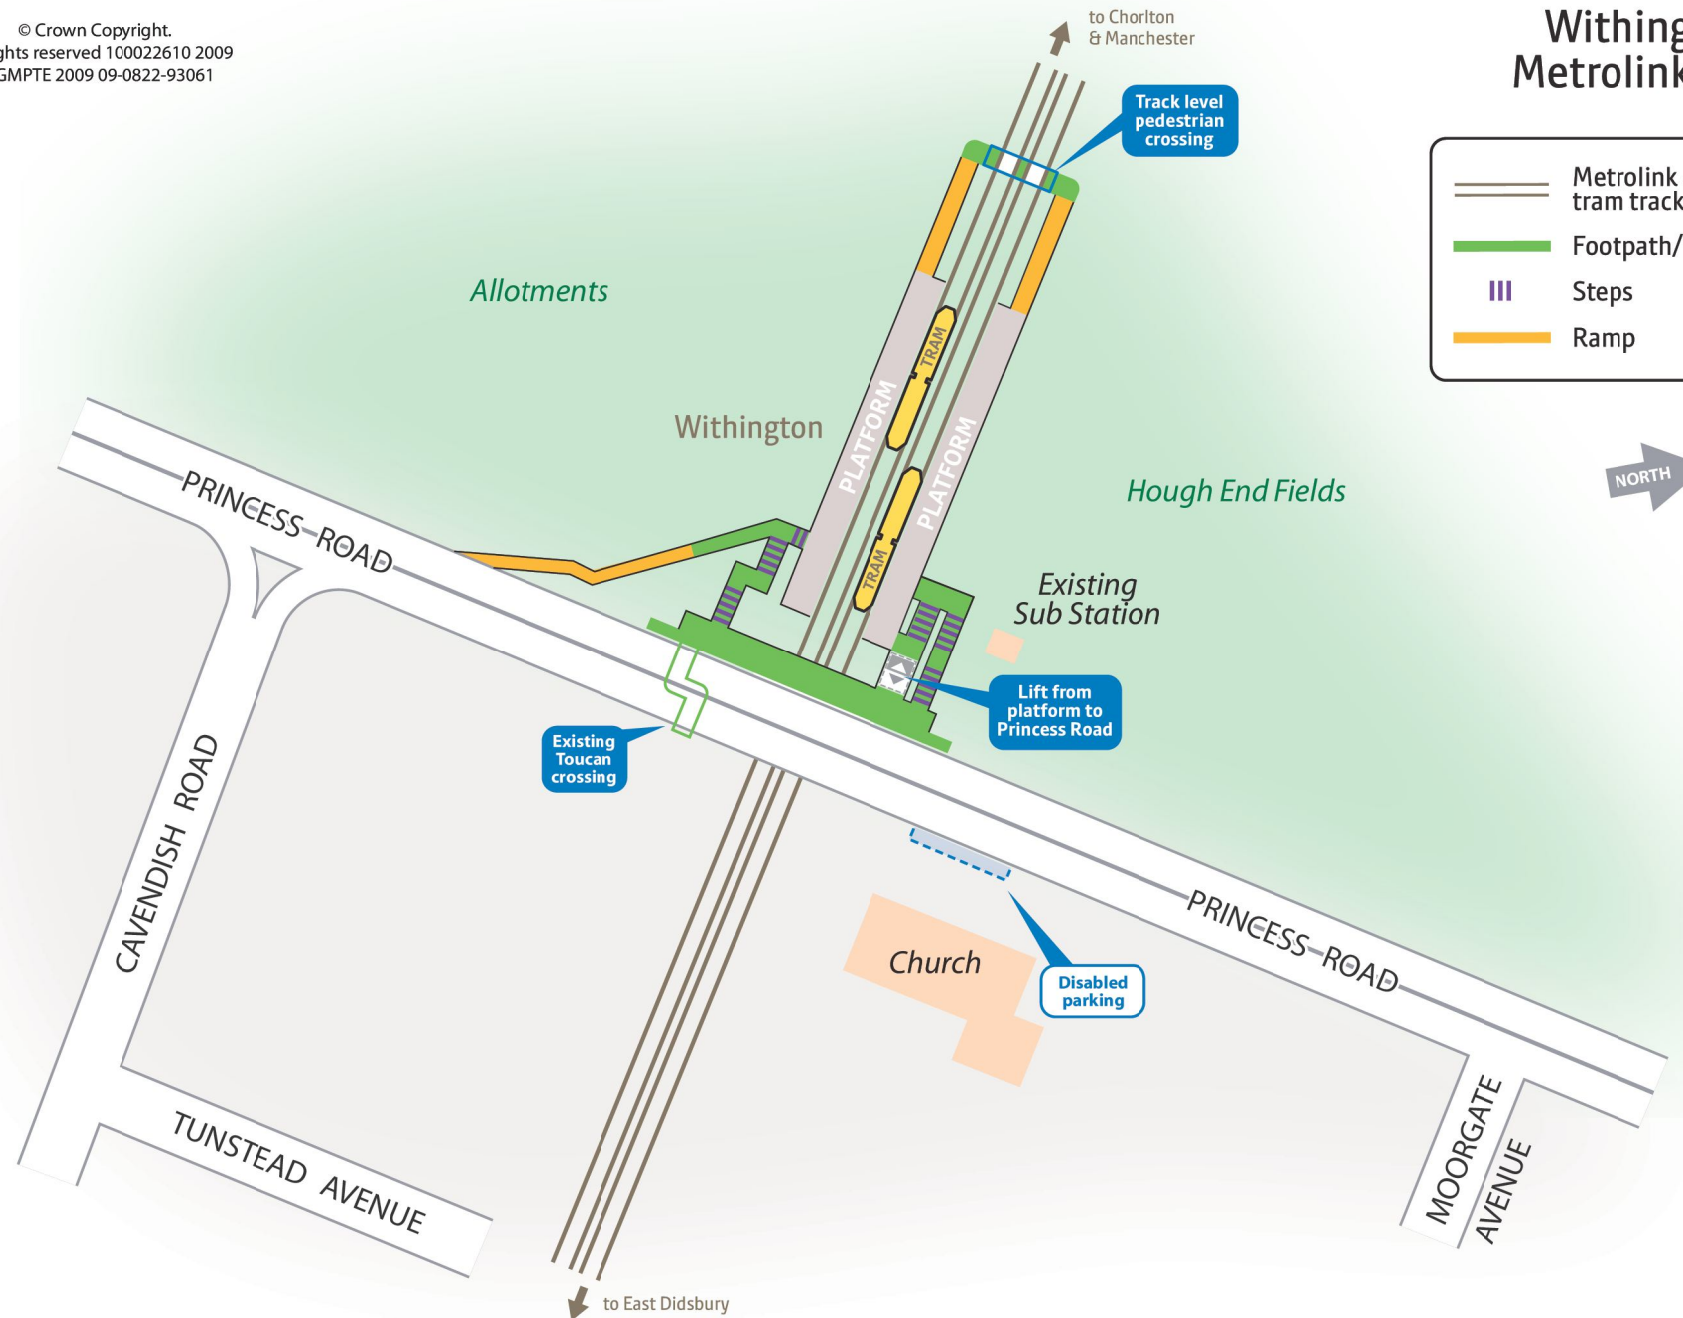 © Crown Copyright.
ghts reserved 100022610 2009
GMPTE 2009 09-0822-93061
to Chorlton
& Manchester
Withing
Metrolink
Track level
pedestrian
crossing
Metrolink
tram track
Footpath/
Steps
Ramp
Allotments
TRAM
PLATFORM
Withington
PLATFORM
Hough End Fields
NORTH
PRINCESS ROAD
TRAM
Existing
Sub Station
Lift from
platform to
Princess Road
Existing
Toucan
crossing
CAVENDISH ROAD
PRINCESS ROAD
Church
Disabled
parking
TUNSTEAD AVENUE
MOORGATE
AVENUE
to East Didsbury